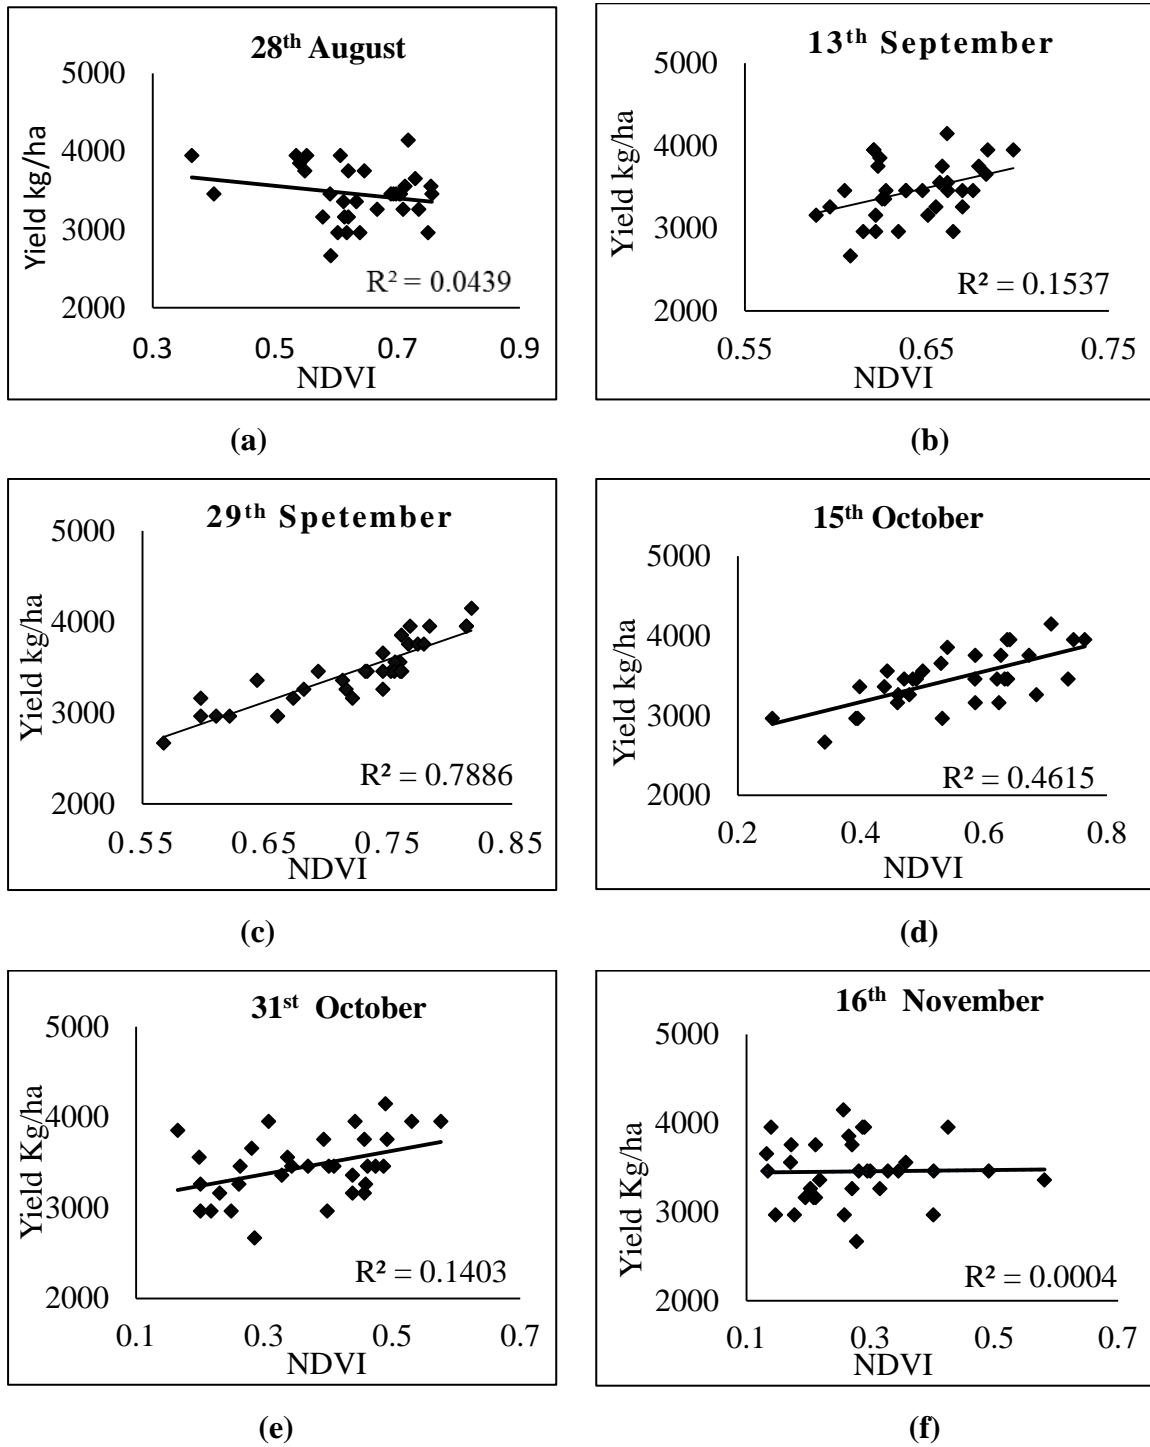 28th August
Yield kg/ha
5000
4000
3000
2000
R² = 0.0439
0.3 0.5 0.7 0.9
NDVI
(a)
13th September
Yield kg/ha
5000
4000
3000
2000
R² = 0.1537
0.55 0.65 0.75
NDVI
(b)
29th Spetember
Yield kg/ha
5000
4000
3000
2000
R² = 0.7886
0.55 0.65 0.75 0.85
NDVI
(c)
15th October
Yield kg/ha
5000
4000
3000
2000
R² = 0.4615
0.2 0.4 0.6 0.8
NDVI
(d)
31st October
Yield Kg/ha
5000
4000
3000
2000
R² = 0.1403
0.1 0.3 0.5 0.7
NDVI
(e)
16th November
Yield Kg/ha
5000
4000
3000
2000
R² = 0.0004
0.1 0.3 0.5 0.7
NDVI
(f)